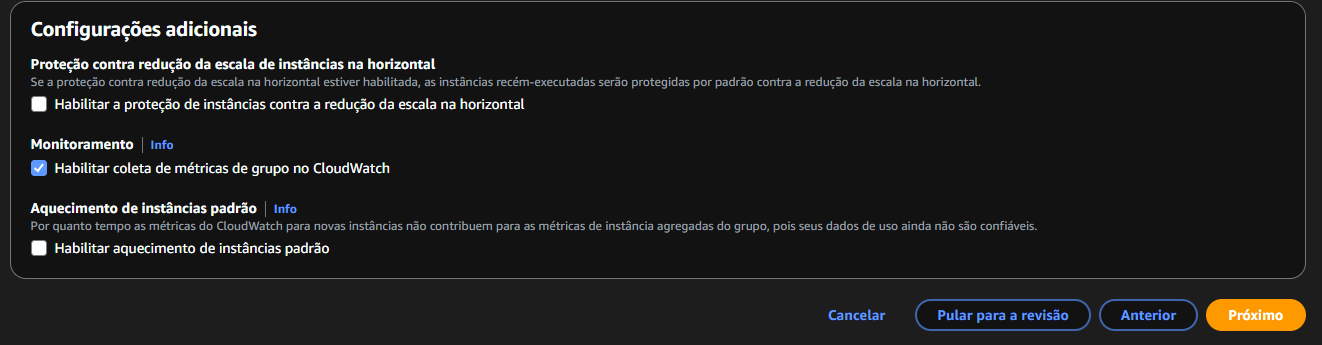 Configurações adicionais
Proteção contra redução da escala de instâncias na horizontal
Se a proteção contra redução da escala na horizontal estiver habilitada, as instâncias recém-executadas serão protegidas por padrão contra a redução da escala na horizontal.
Habilitar a proteção de instâncias contra a redução da escala na horizontal
Monitoramento | Info
Habilitar coleta de métricas de grupo no CloudWatch
Aquecimento de instâncias padrão | Info
Por quanto tempo as métricas do CloudWatch para novas instâncias não contribuem para as métricas de instância agregadas do grupo, pois seus dados de uso ainda não são confiáveis.
Habilitar aquecimento de instâncias padrão
Cancelar Pular para a revisão Anterior Próximo